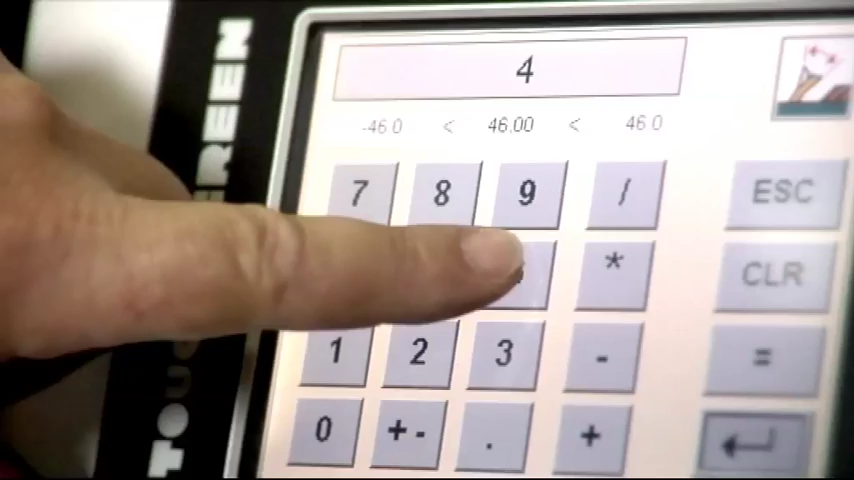 4
-46.0 < 46.00 < 46.0
7 8 9 / ESC
* CLR
1 2 3 - =
0 +- . +